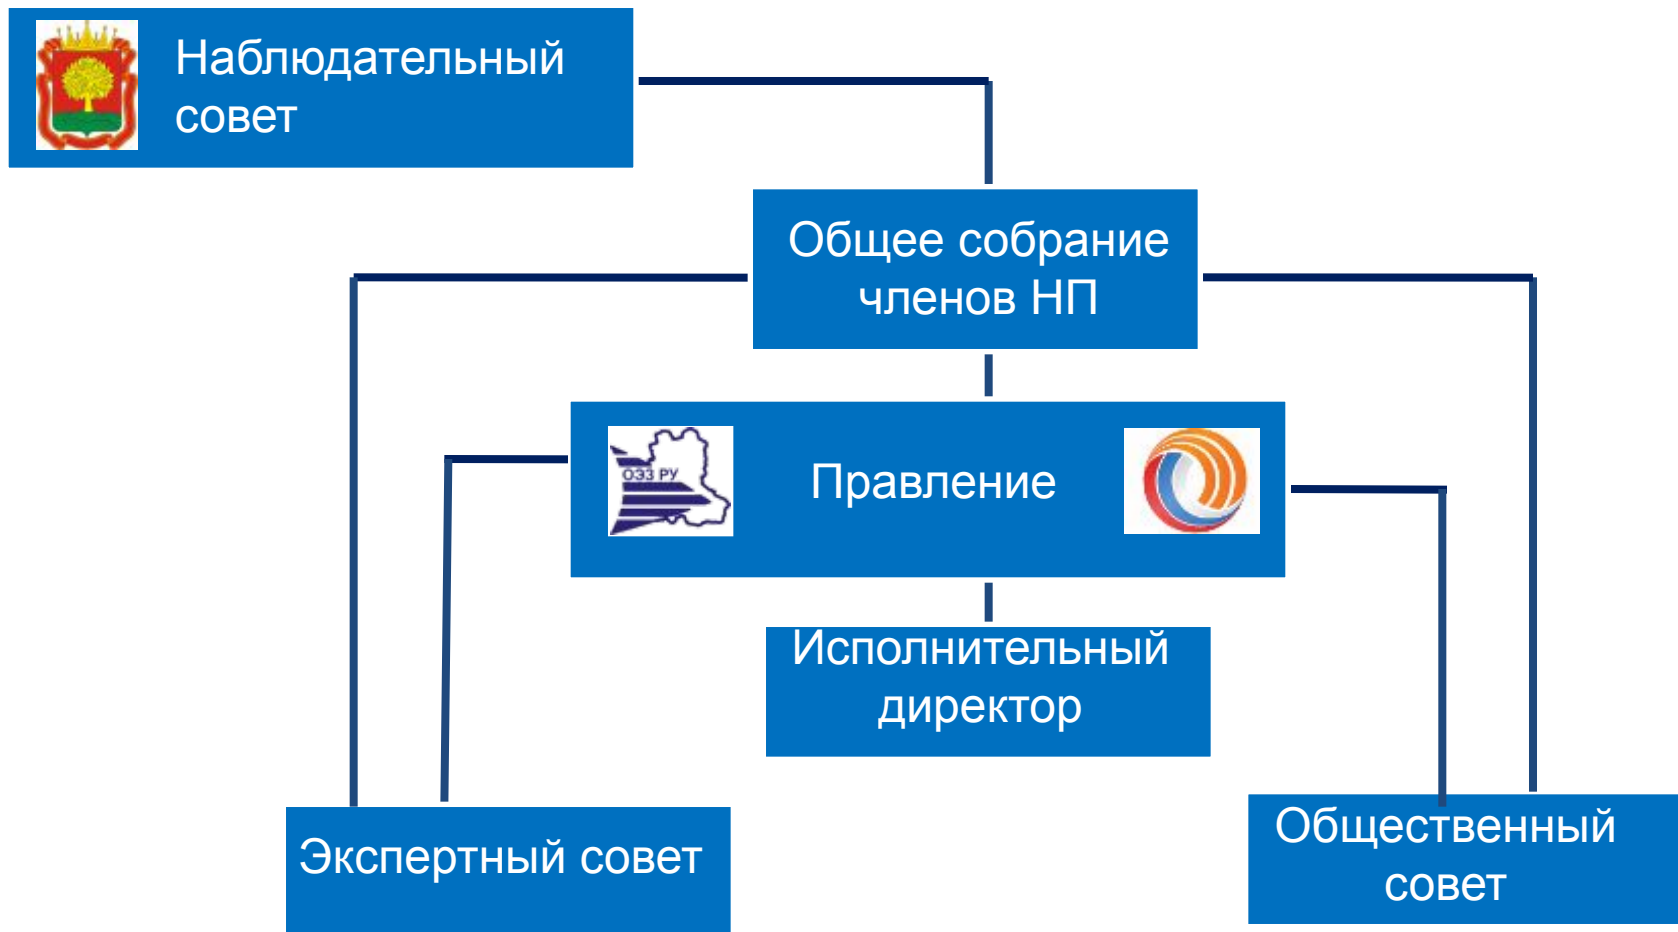 Наблюдательный
совет
Общее собрание
членов НП
ОЭЗ РУ
Правление
Исполнительный
директор
Экспертный совет
Общественный
совет